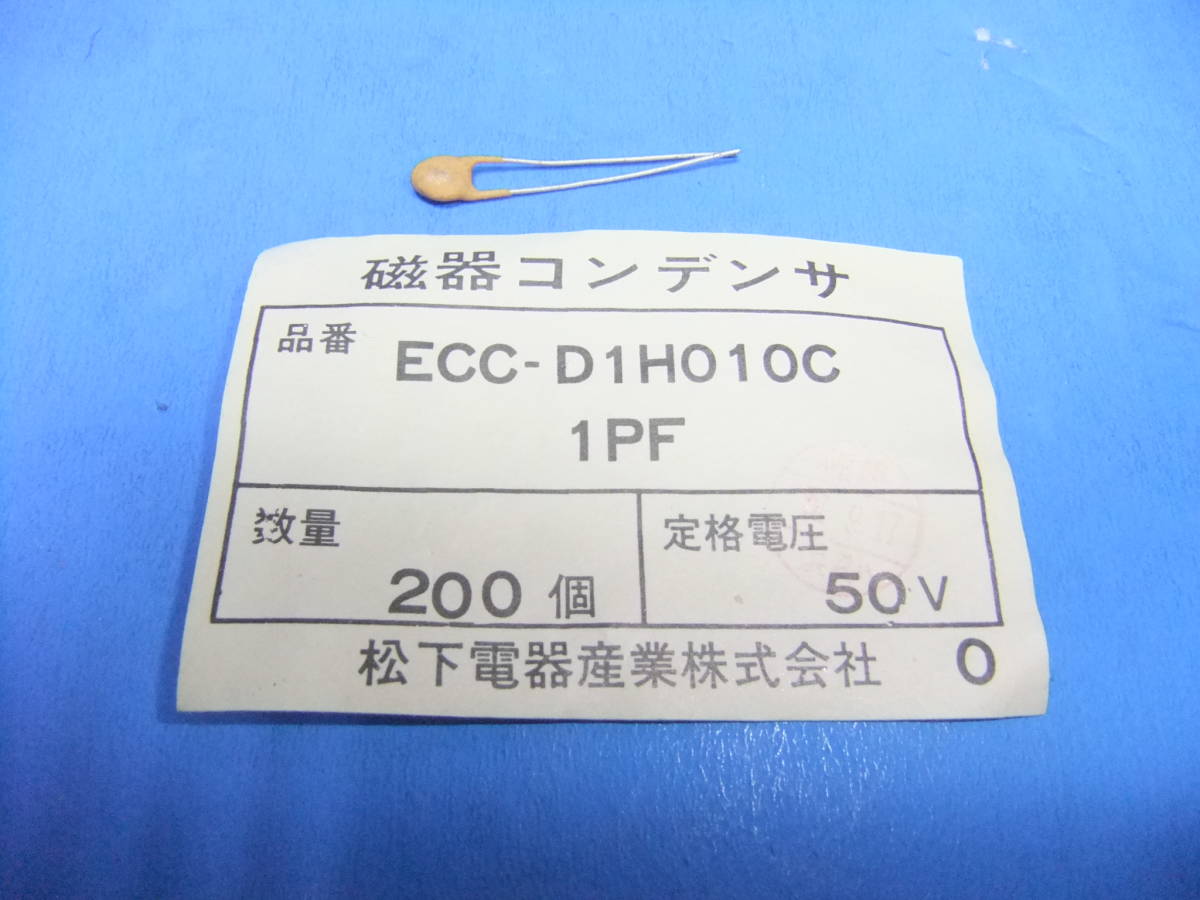 磁器コンデンサ
品番 ECC-D1H010C
1PF
数量 200 個
定格電圧 50V
松下電器産業株式会社 0